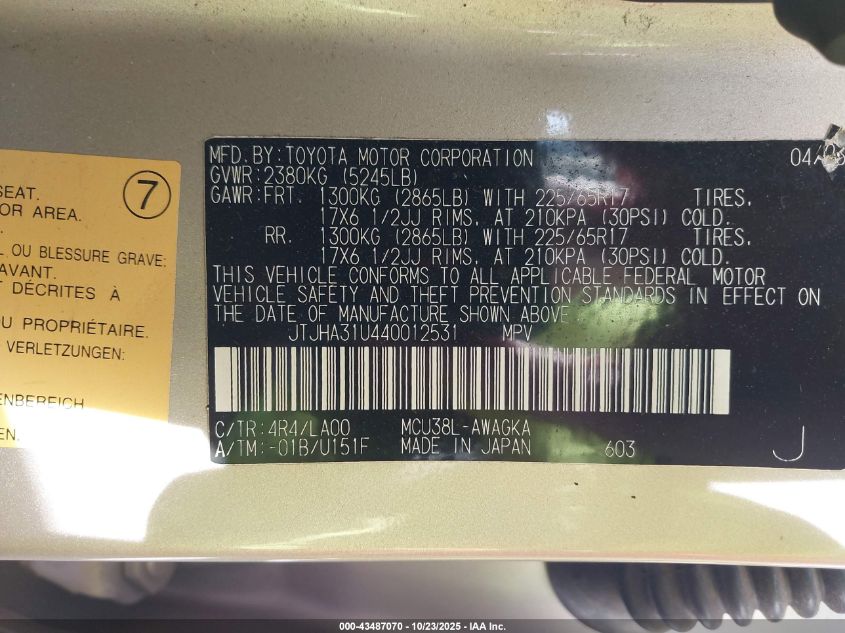 SEAT.
OR AREA.
OU BLESSURE GRAVE:
AVANT.
T DÉCRITES À
U PROPRIÉTAIRE.
VERLETZUNGEN:
ENBEREICH
7
MFD.BY:TOYOTA MOTOR CORPORATION
GVWR:2380KG (5245LB)
GAWR:FRT. 1300KG (2865LB) WITH 225/65R17 TIRES.
17X6 1/2JJ RIMS. AT 210KPA (30PSI) COLD.
RR. 1300KG (2865LB) WITH 225/65R17 TIRES.
17X6 1/2JJ RIMS. AT 210KPA (30PSI) COLD.
THIS VEHICLE CONFORMS TO ALL APPLICABLE FEDERAL MOTOR
VEHICLE SAFETY AND THEFT PREVENTION STANDARDS IN EFFECT ON
THE DATE OF MANUFACTURE SHOWN ABOVE.
JTJHA31U440012531 MPV
C/TR:4R4/LA00 MCU38L-AWAGKA
A/TM:-01B/U151F MADE IN JAPAN 603 J
000-43487070 - 10/23/2025 - IAA Inc.